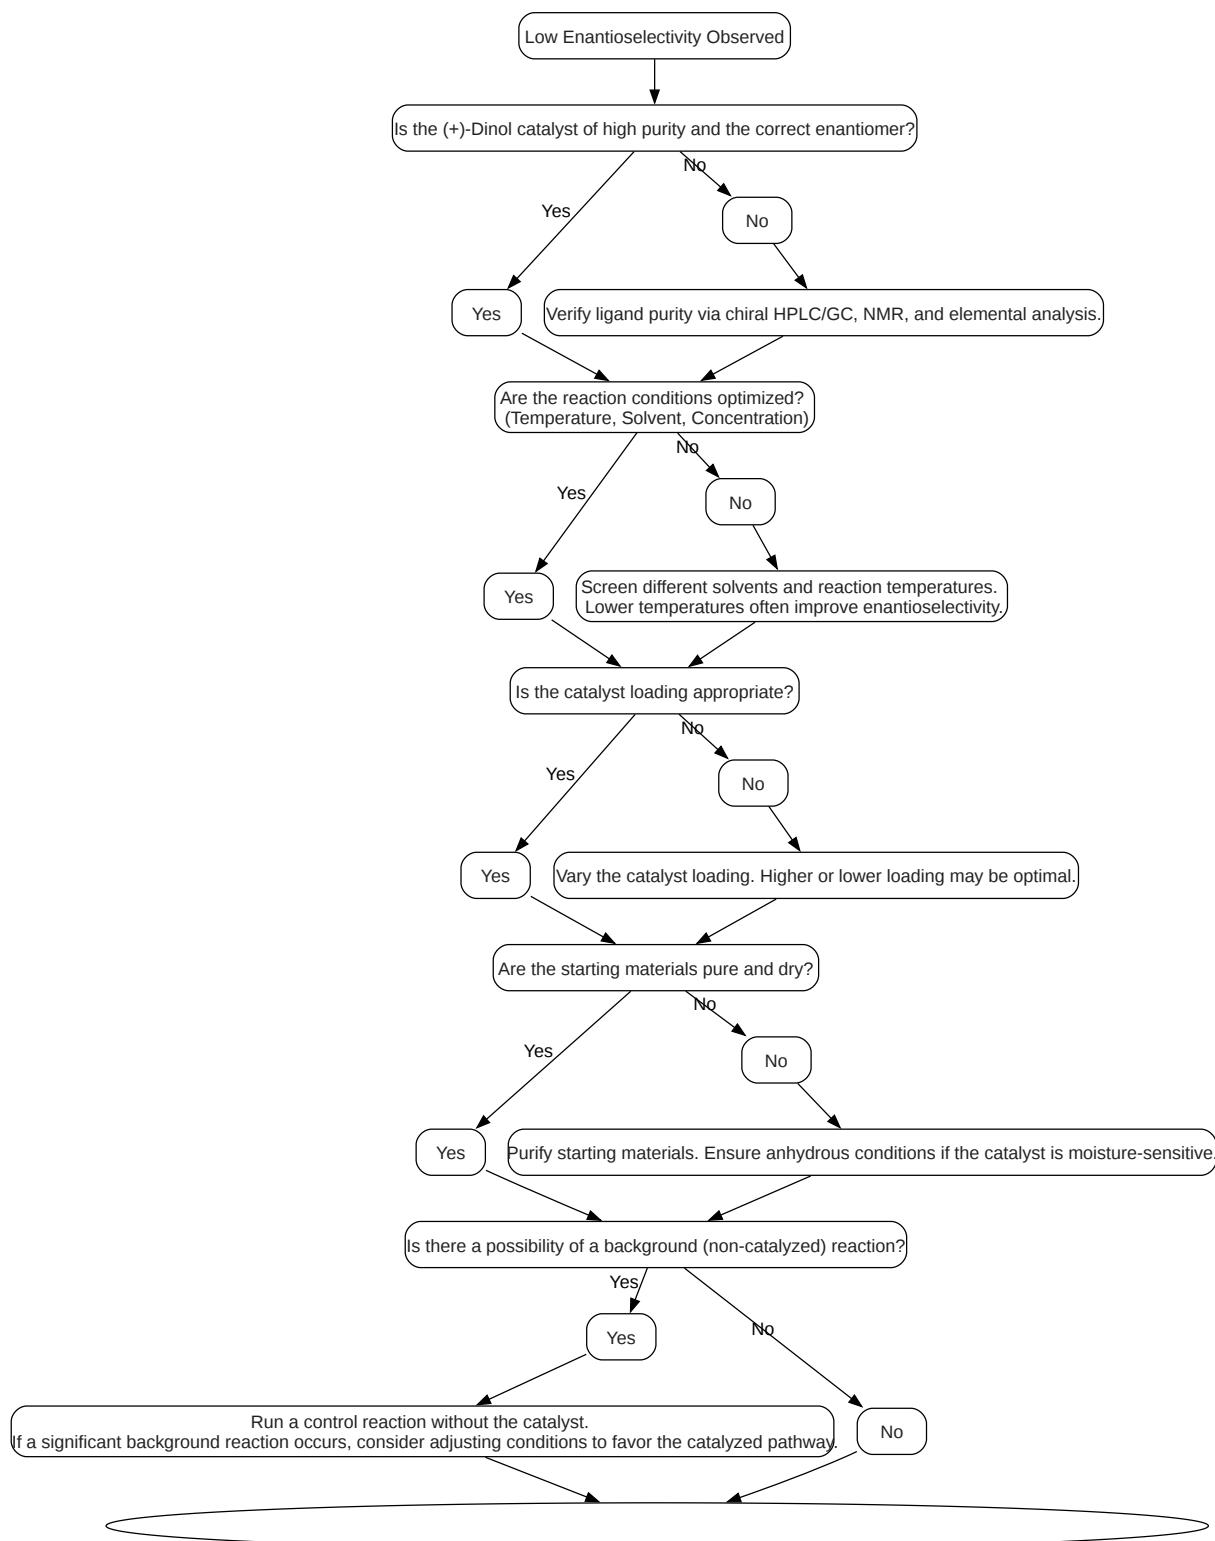 Low Enantioselectivity Observed
Is the (+)-Dinol catalyst of high purity and the correct enantiomer?
No
Yes
No
Yes
Verify ligand purity via chiral HPLC/GC, NMR, and elemental analysis.
Are the reaction conditions optimized?
(Temperature, Solvent, Concentration)
No
Yes
No
Screen different solvents and reaction temperatures.
Yes
Lower temperatures often improve enantioselectivity.
Is the catalyst loading appropriate?
No
Yes
No
Yes
Vary the catalyst loading. Higher or lower loading may be optimal.
Are the starting materials pure and dry?
No
Yes
No
Yes
Purify starting materials. Ensure anhydrous conditions if the catalyst is moisture-sensitive.
Is there a possibility of a background (non-catalyzed) reaction?
Yes
No
Yes
Run a control reaction without the catalyst.
If a significant background reaction occurs, consider adjusting conditions to favor the catalyzed pathway.
No